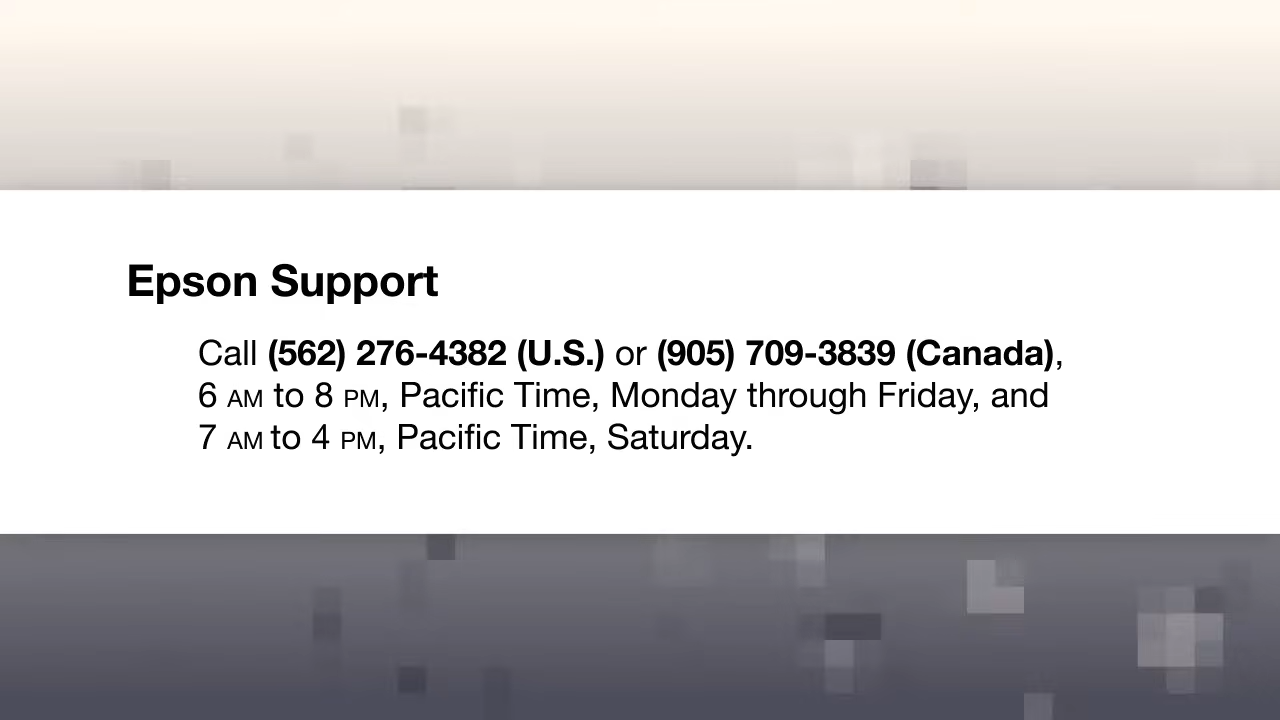 Epson Support
Call (562) 276-4382 (U.S.) or (905) 709-3839 (Canada),
6 AM to 8 PM, Pacific Time, Monday through Friday, and
7 AM to 4 PM, Pacific Time, Saturday.